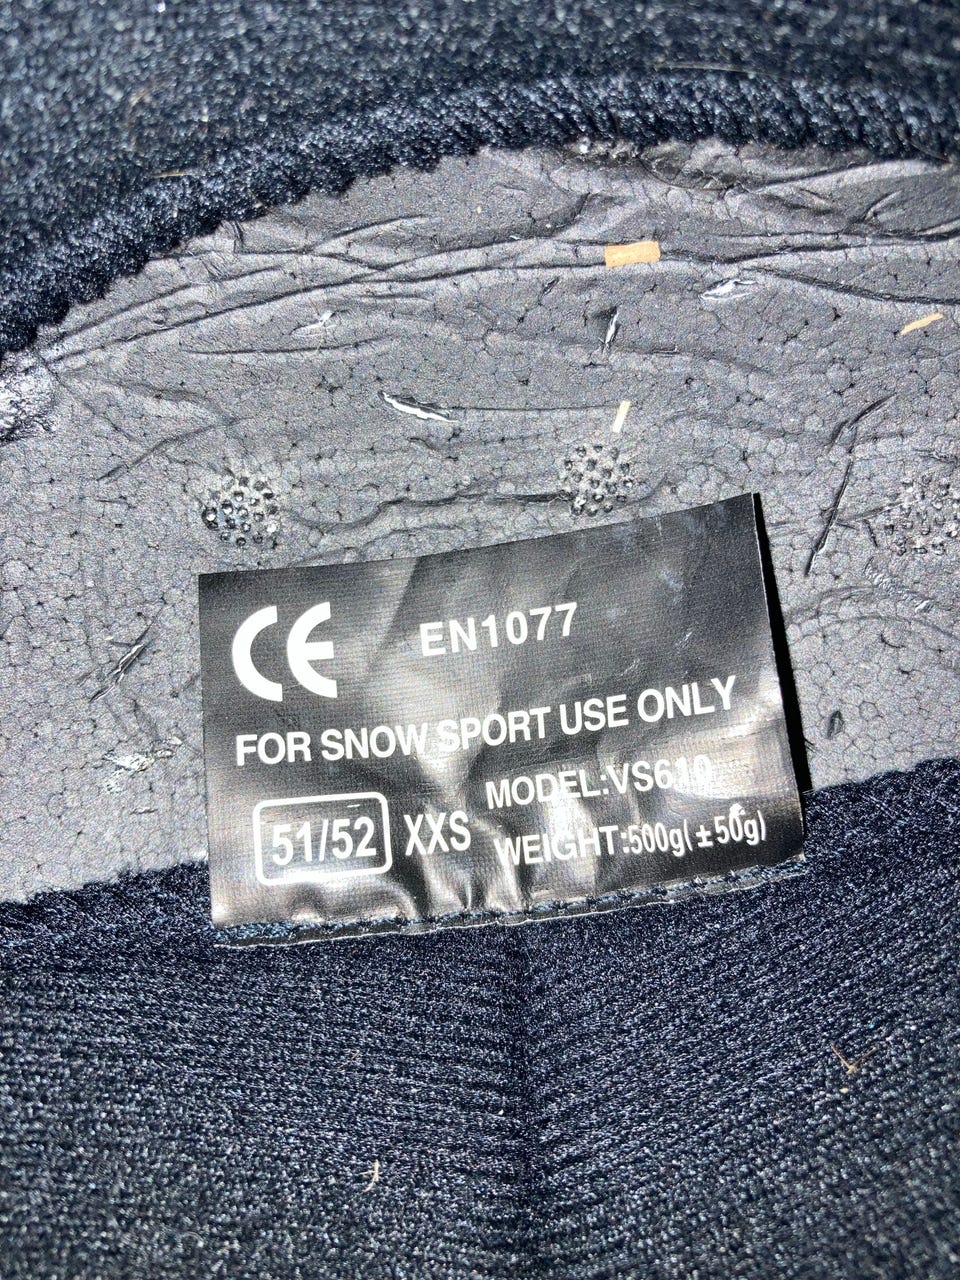 CE EN1077
FOR SNOW SPORT USE ONLY
MODEL:VS610
51/52 XXS
WEIGHT:500g(±50g)